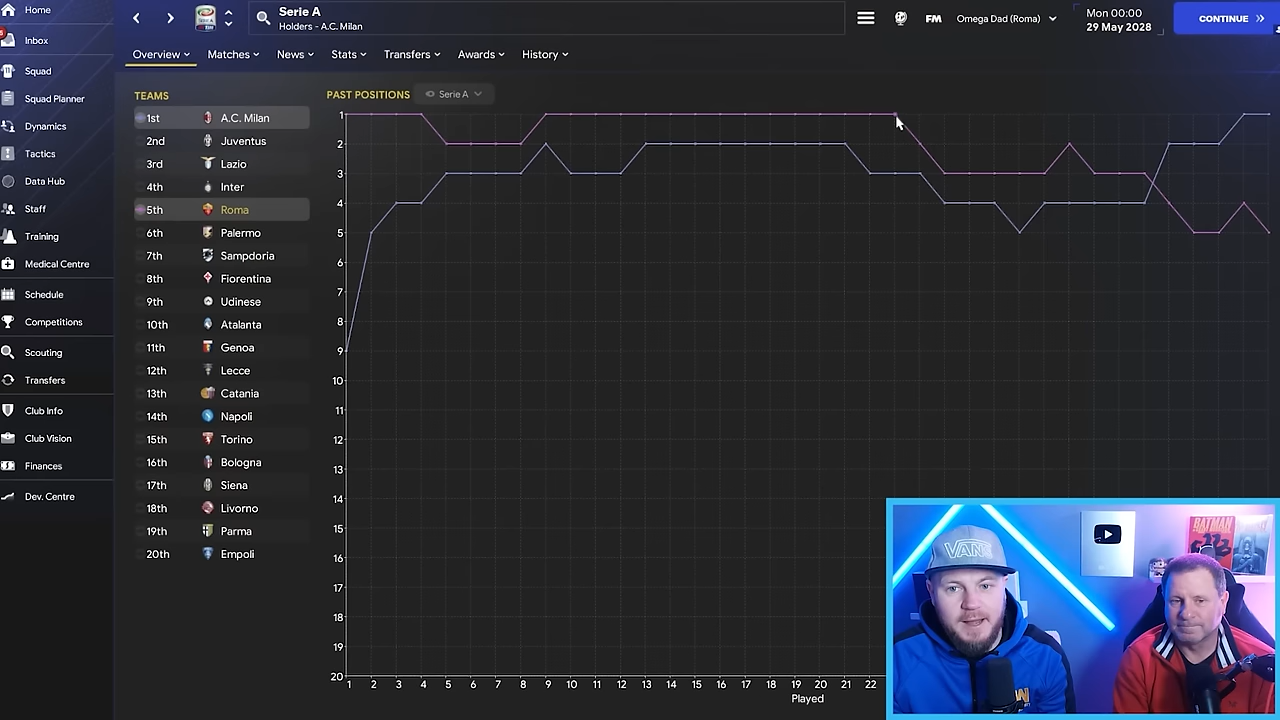 Home
Inbox
Squad
Squad Planner
Dynamics
Tactics
Data Hub
Staff
Training
Medical Centre
Schedule
Competitions
Scouting
Transfers
Club Info
Club Vision
Finances
Dev. Centre
Serie A
Holders - A.C. Milan
FM
Omega Dad (Roma)
Mon 00:00
29 May 2028
CONTINUE
Overview
Matches
News
Stats
Transfers
Awards
History
TEAMS
1st A.C. Milan
2nd Juventus
3rd Lazio
4th Inter
5th Roma
6th Palermo
7th Sampdoria
8th Fiorentina
9th Udinese
10th Atalanta
11th Genoa
12th Lecce
13th Catania
14th Napoli
15th Torino
16th Bologna
17th Siena
18th Livorno
19th Parma
20th Empoli
PAST POSITIONS
Serie A
1
2
3
4
5
6
7
8
9
10
11
12
13
14
15
16
17
18
19
20
1 2 3 4 5 6 7 8 9 10 11 12 13 14 15 16 17 18 19 20 21 22
Played
VANS
BATMAN